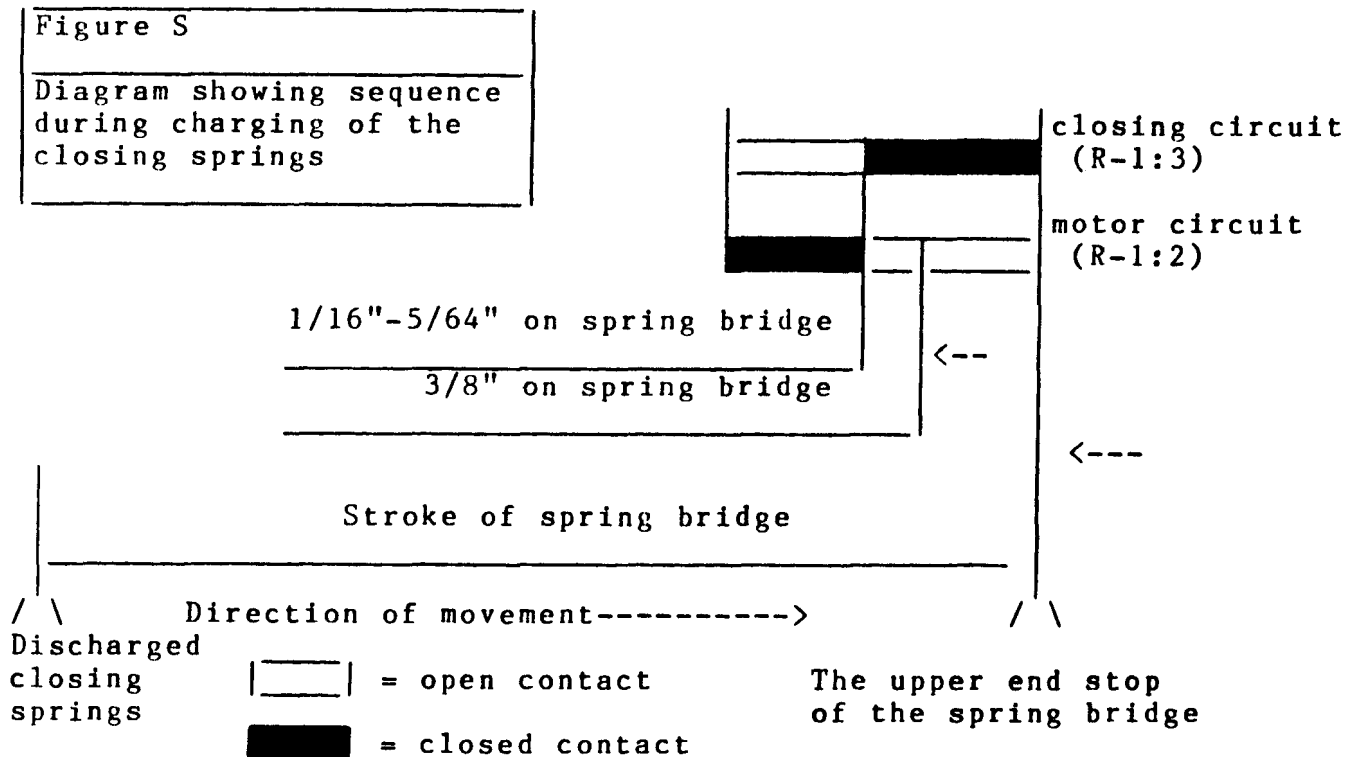 Figure S
Diagram showing sequence
during charging of the
closing springs
closing circuit
(R-1:3)
motor circuit
(R-1:2)
1/16"-5/64" on spring bridge
<--
3/8" on spring bridge
<---
Stroke of spring bridge
Direction of movement---------->
Discharged
closing
springs
= open contact
= closed contact
The upper end stop
of the spring bridge